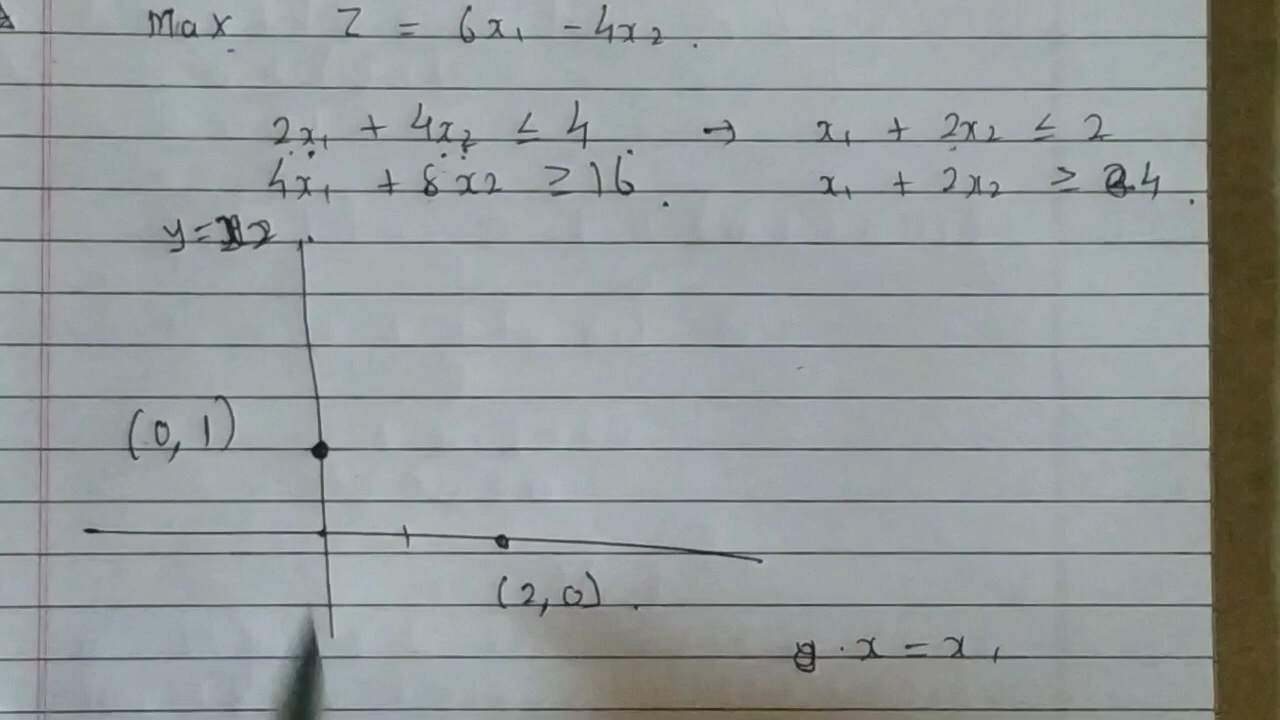 Max Z = 6x₁ - 4x₂.
2x₁ + 4x₂ ≤ 4 → x₁ + 2x₂ ≤ 2
4x₁ + 8x₂ ≥ 16. x₁ + 2x₂ ≥ 4.
y = x2
(0, 1)
(2, 0).
x = x₁